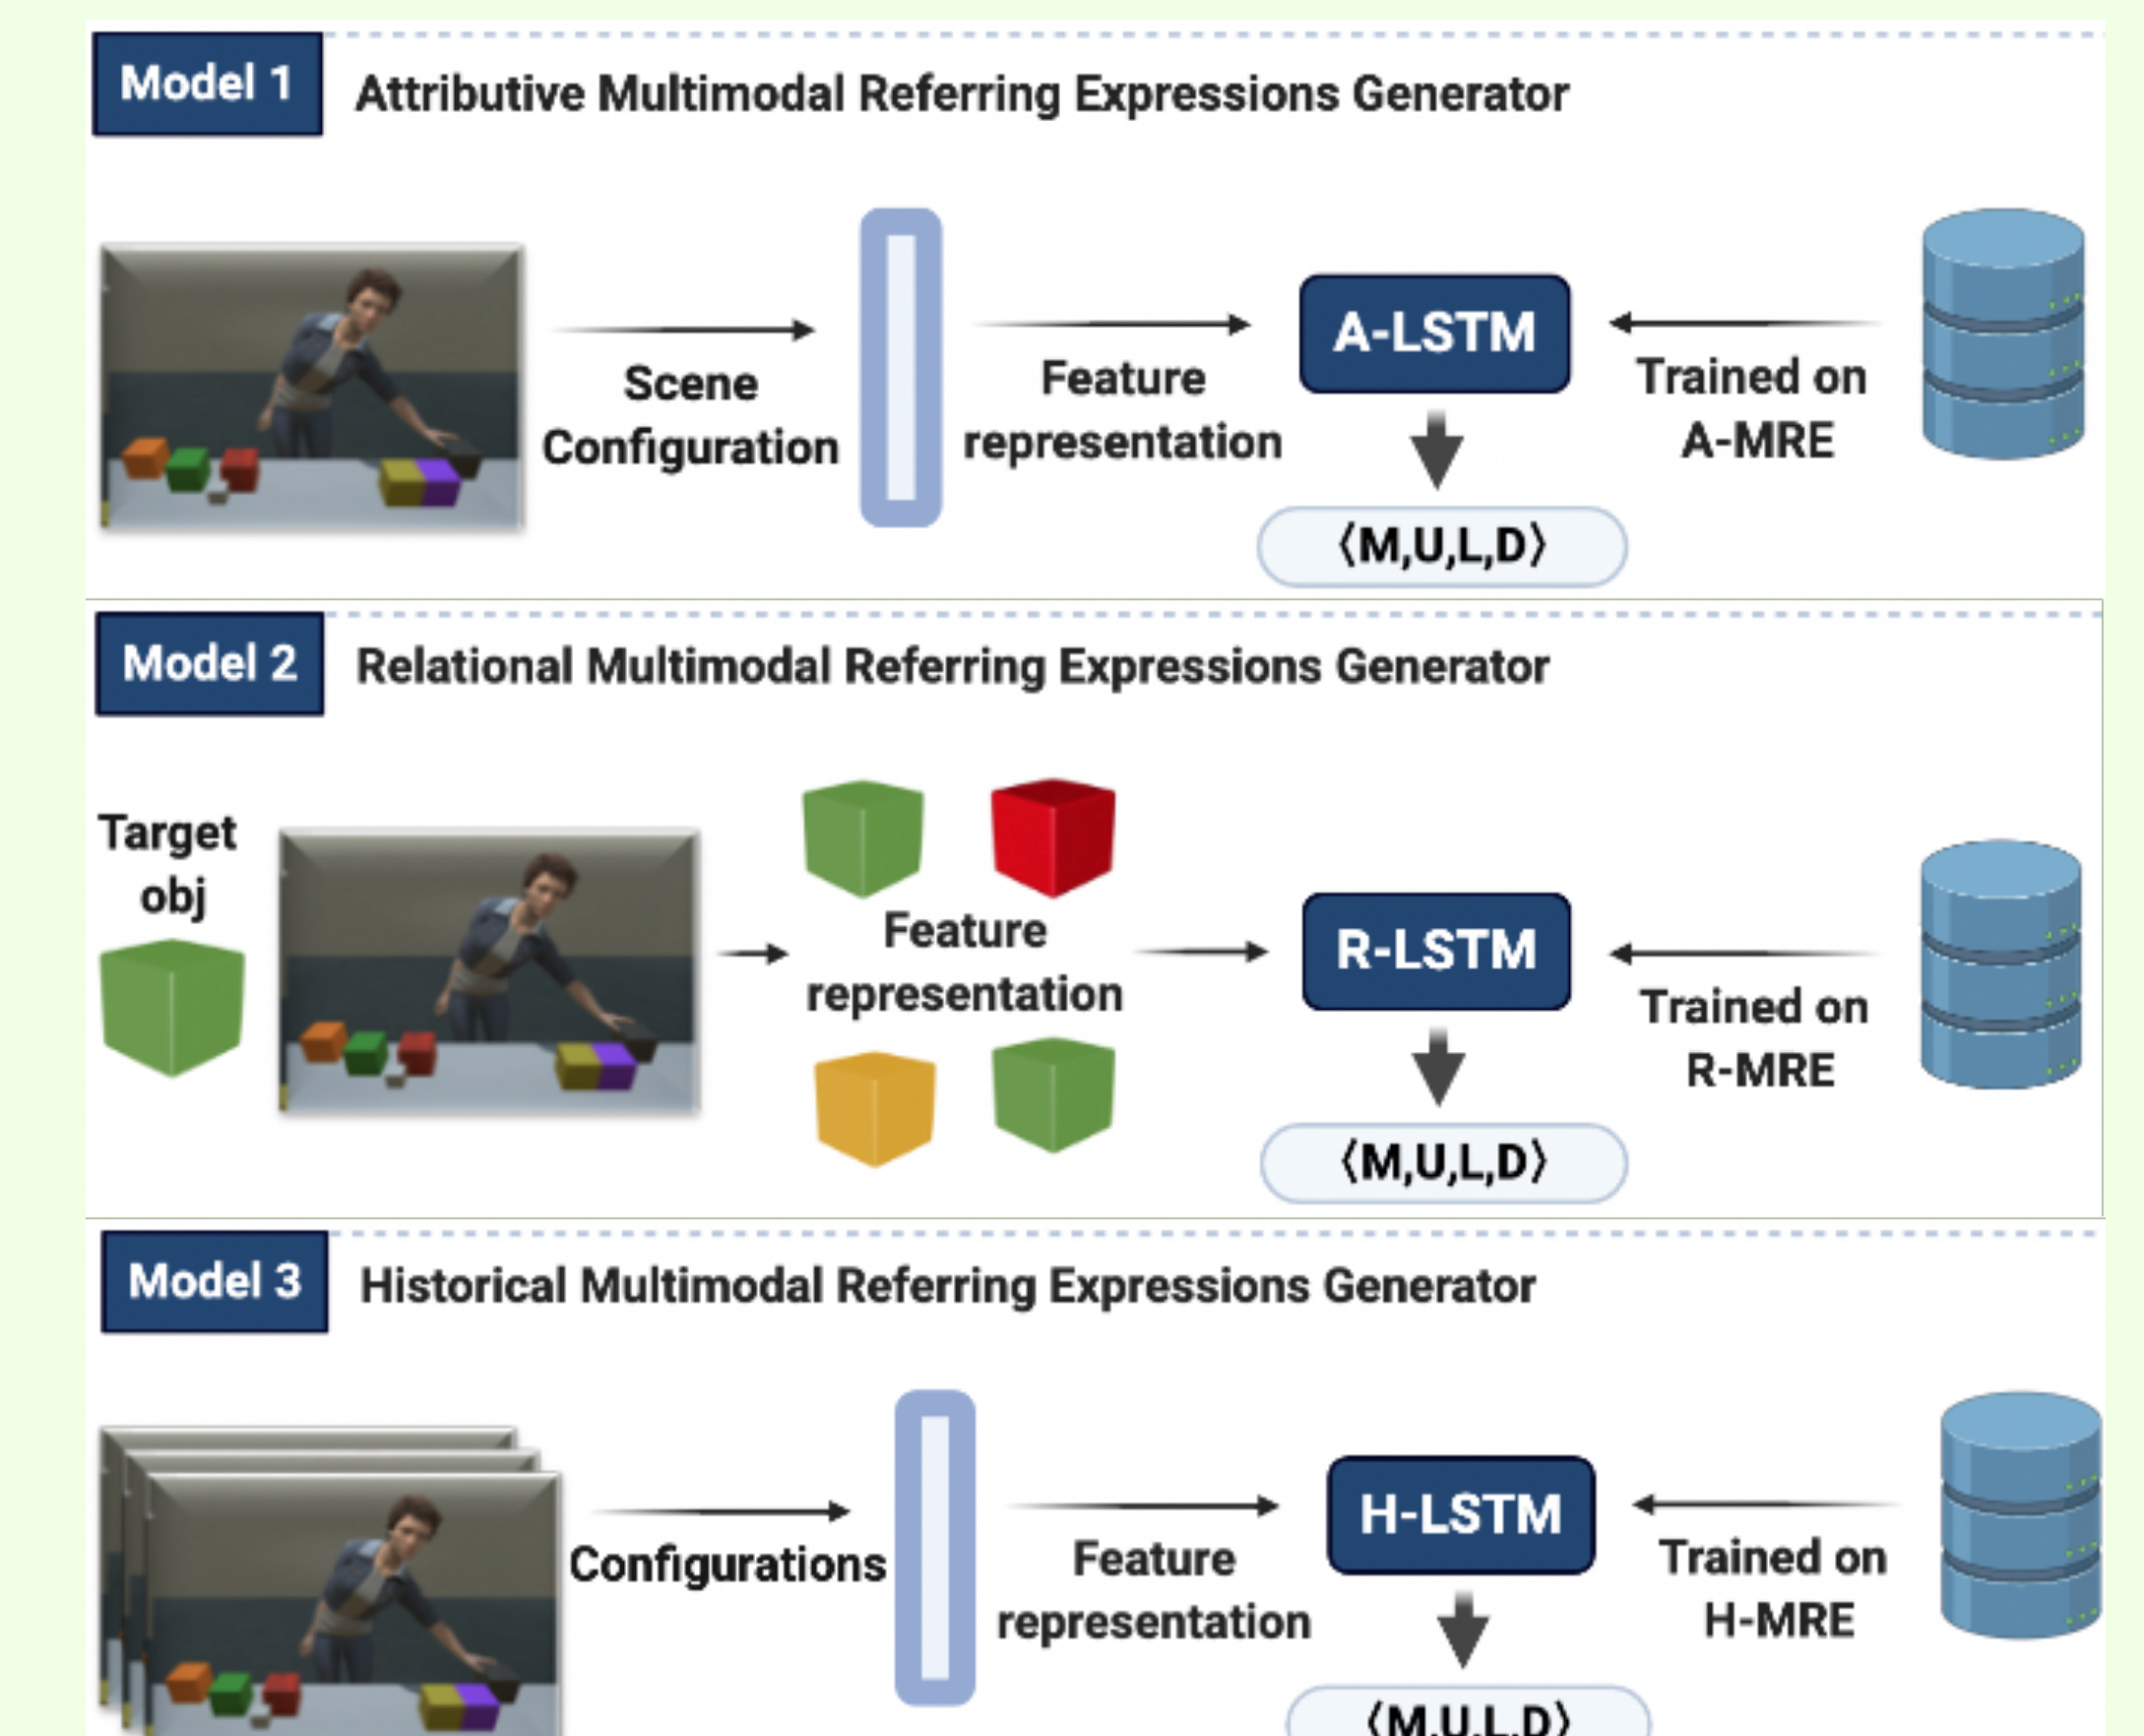 Model 1
Attributive Multimodal Referring Expressions Generator
Scene
Configuration
Feature
representation
A-LSTM
Trained on
A-MRE
⟨M,U,L,D⟩
Model 2
Relational Multimodal Referring Expressions Generator
Target
obj
Feature
representation
R-LSTM
Trained on
R-MRE
⟨M,U,L,D⟩
Model 3
Historical Multimodal Referring Expressions Generator
Configurations
Feature
representation
H-LSTM
Trained on
H-MRE
⟨M,U,L,D⟩